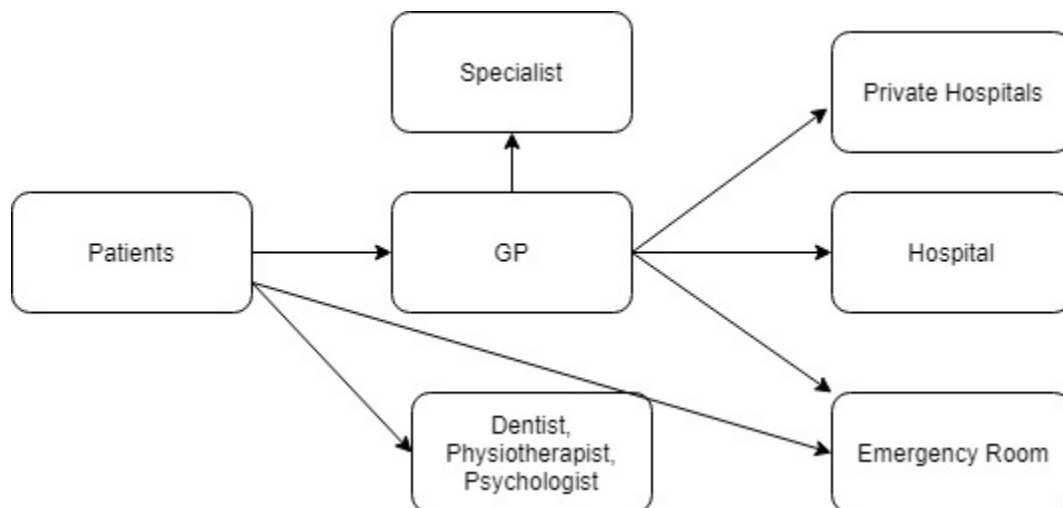 Specialist
Private Hospitals
Patients
GP
Hospital
Dentist,
Physiotherapist,
Psychologist
Emergency Room